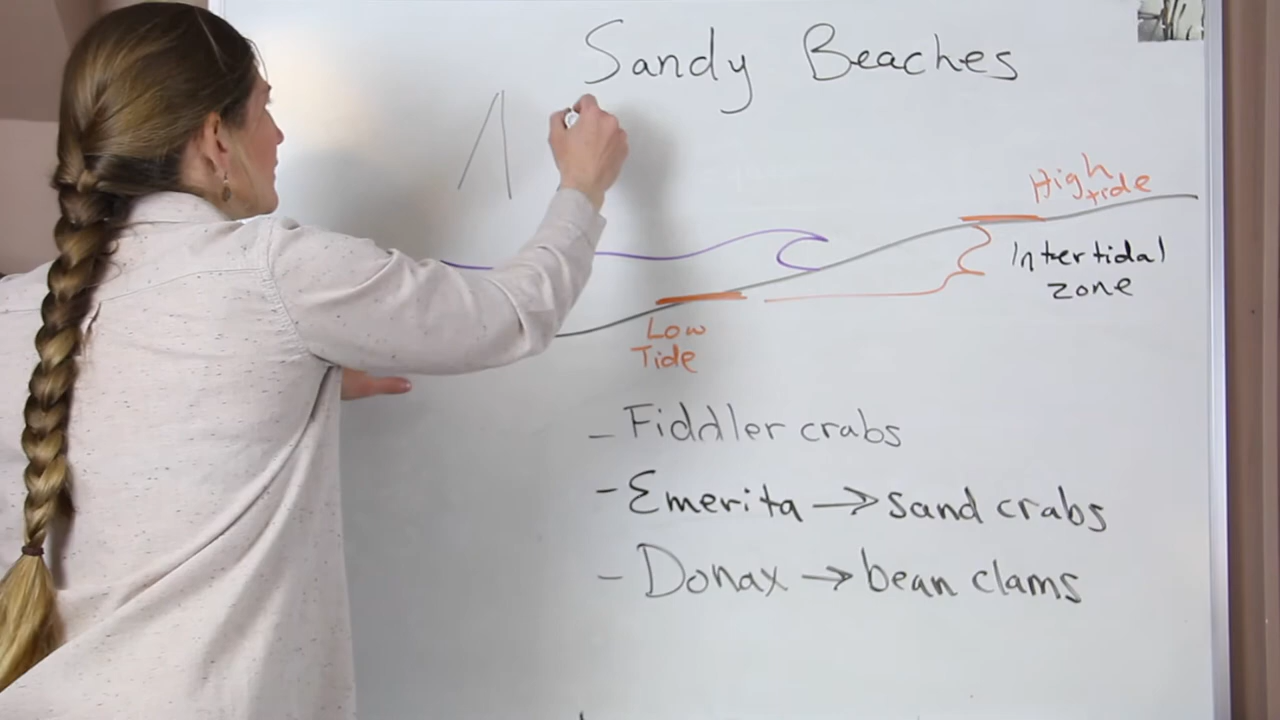 Sandy Beaches
High tide
Intertidal zone
Low
Tide
- Fiddler crabs
- Emerita → sand crabs
- Donax → bean clams